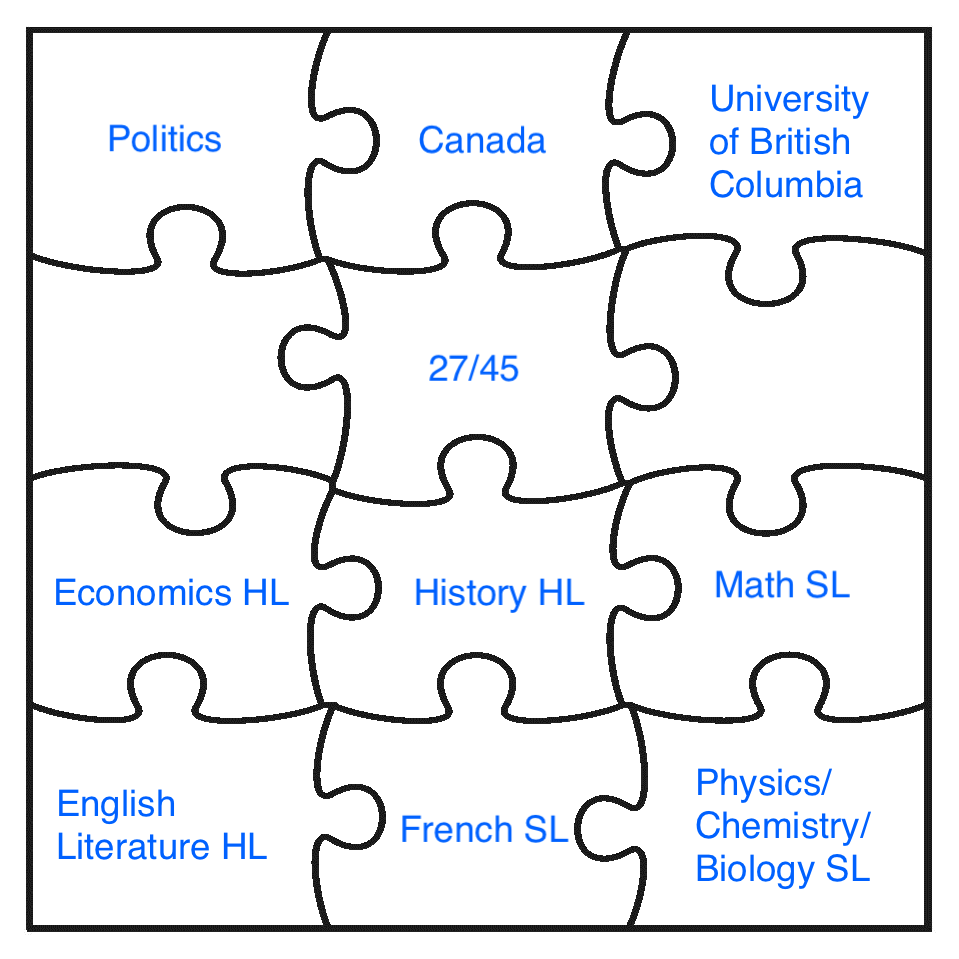 Politics
Canada
University
of British
Columbia
27/45
Economics HL
History HL
Math SL
English
Literature HL
French SL
Physics/
Chemistry/
Biology SL